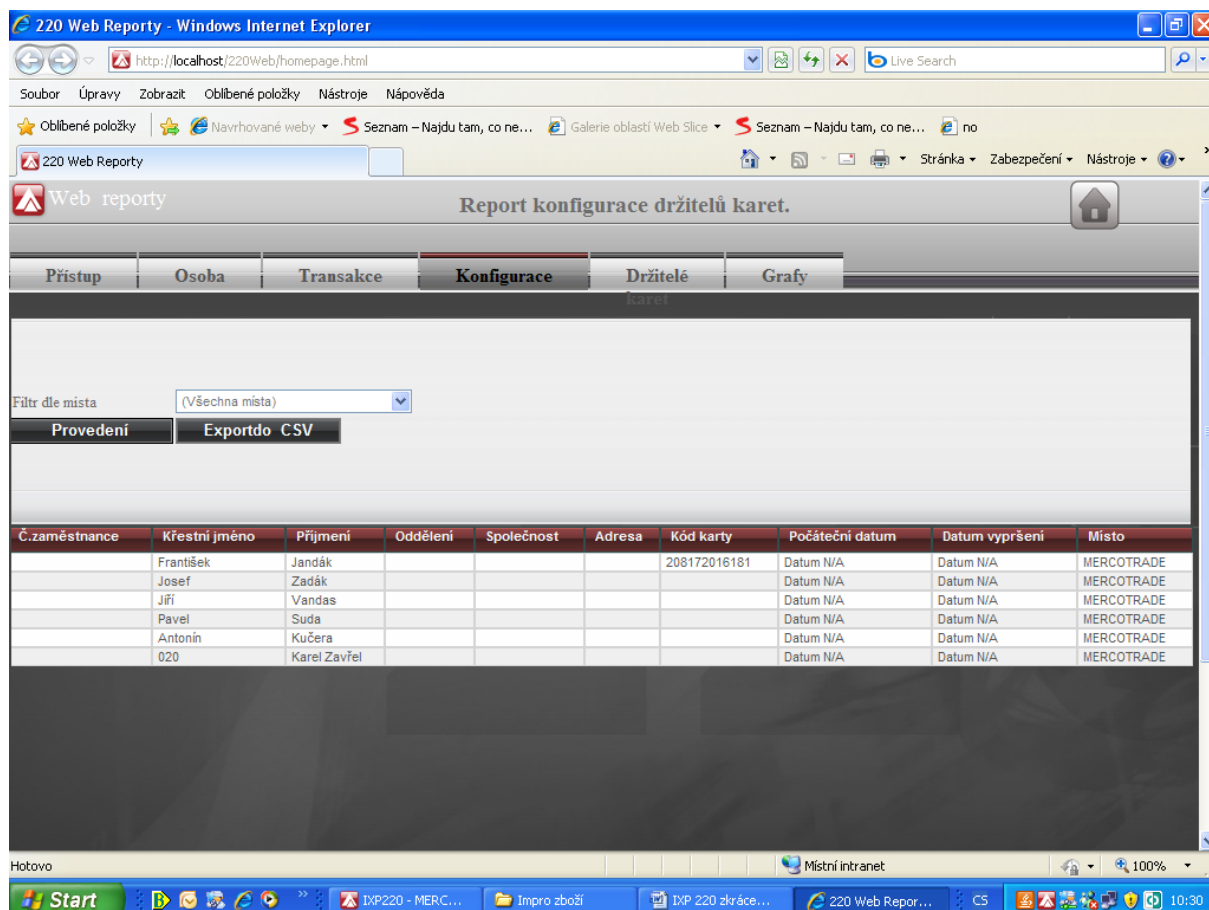 220 Web Reporty - Windows Internet Explorer
http://localhost/220Web/homepage.html
Live Search
Soubor Úpravy Zobrazit Oblíbené položky Nástroje Nápověda
Oblíbené položky Navrhované weby Seznam – Najdu tam, co ne... Galerie oblastí Web Slice Seznam – Najdu tam, co ne... no
220 Web Reporty Stránka Zabezpečení Nástroje
Web reporty
Report konfigurace držitelů karet.
Přístup Osoba Transakce Konfigurace Držitelé karet Grafy
Filtr dle mista (Všechna místa)
Provedení Exportdo CSV
Č.zaměstnance Křestní jméno Příjmení Oddělení Společnost Adresa Kód karty Počáteční datum Datum vypršení Místo
František Jandák 208172016181 Datum N/A Datum N/A MERCOTRADE
Josef Zadák Datum N/A Datum N/A MERCOTRADE
Jiří Vandas Datum N/A Datum N/A MERCOTRADE
Pavel Suda Datum N/A Datum N/A MERCOTRADE
Antonín Kučera Datum N/A Datum N/A MERCOTRADE
020 Karel Zavřel Datum N/A Datum N/A MERCOTRADE
Hotovo Místní intranet 100%
Start IXP220 - MERC... Impro zboží IXP 220 zkráce... 220 Web Repor... CS 10:30